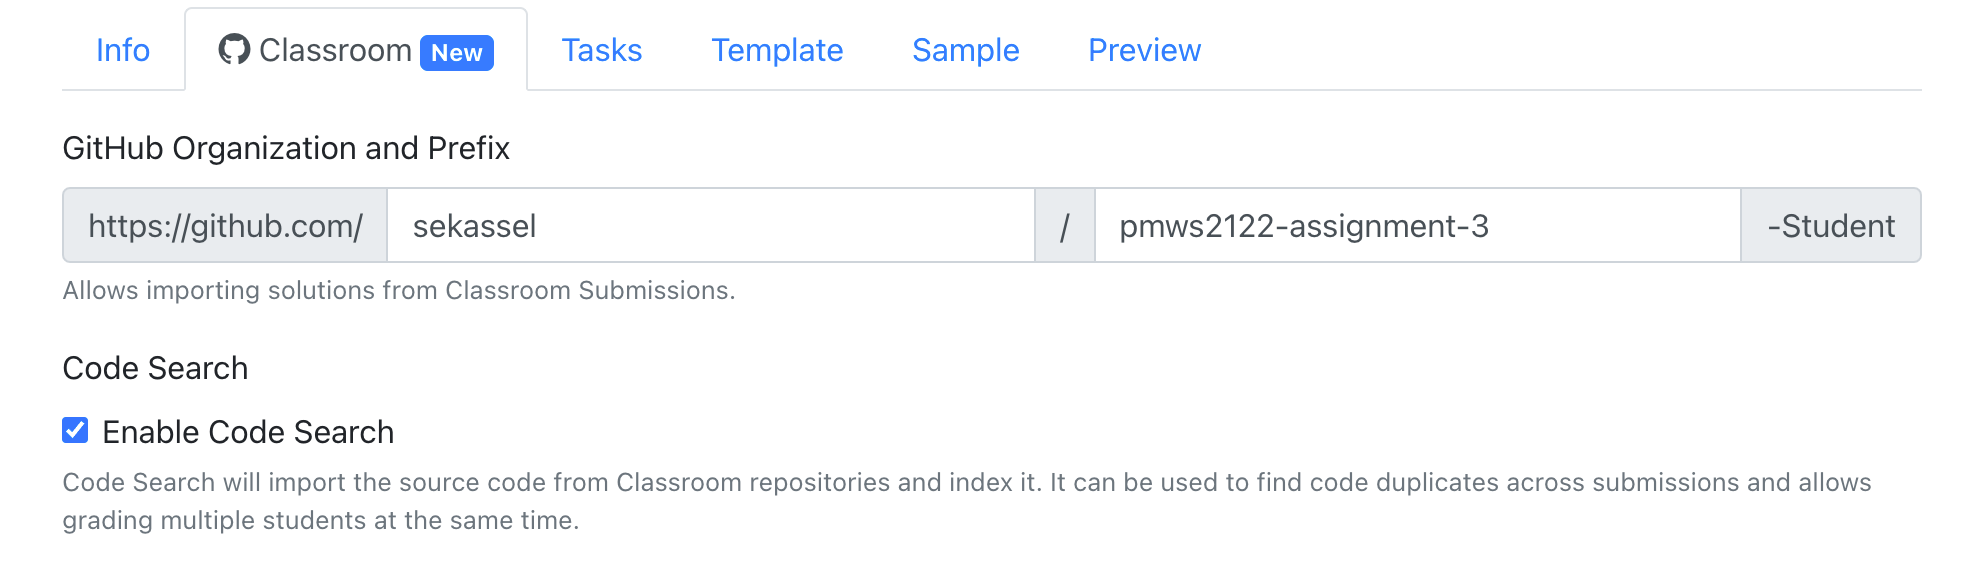 Info Classroom New Tasks Template Sample Preview
GitHub Organization and Prefix
https://github.com/ sekassel / pmws2122-assignment-3 -Student
Allows importing solutions from Classroom Submissions.
Code Search
Enable Code Search
Code Search will import the source code from Classroom repositories and index it. It can be used to find code duplicates across submissions and allows
grading multiple students at the same time.